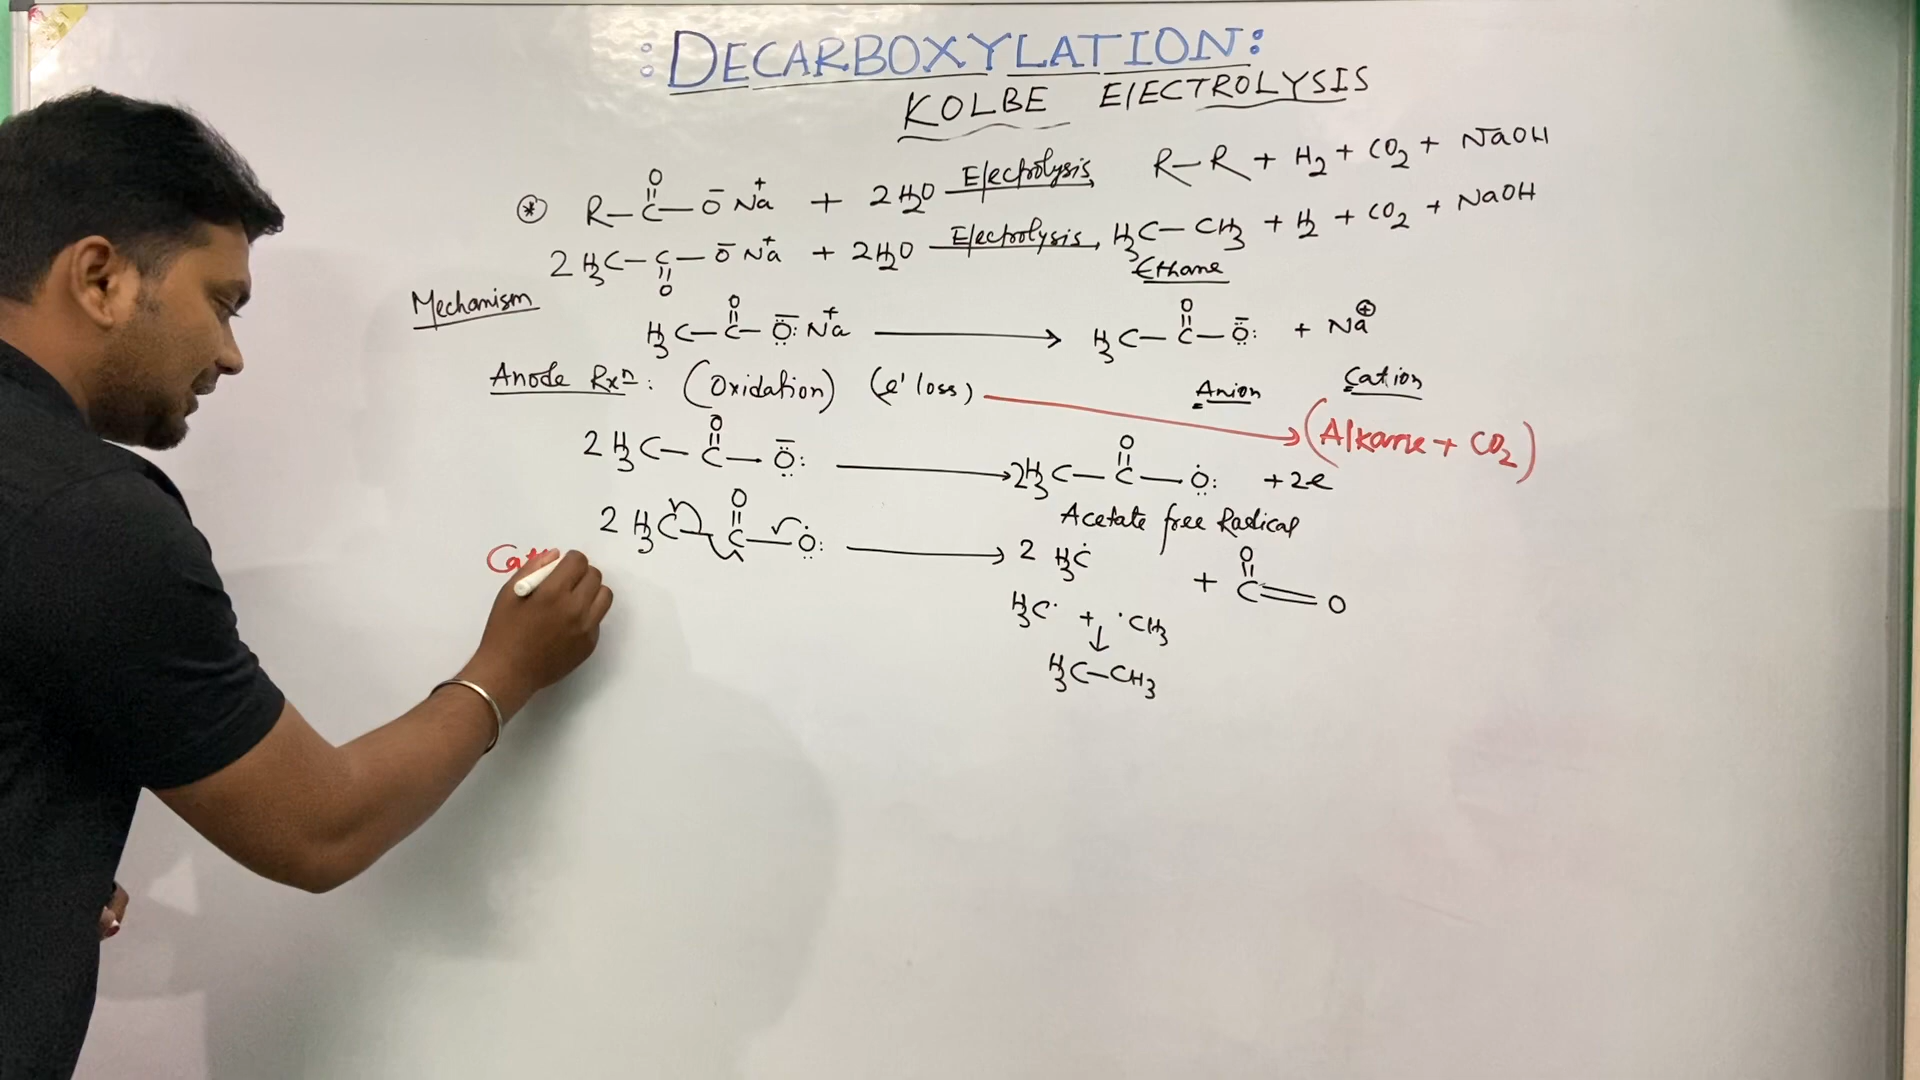 : DECARBOXYLATION:
KOLBE ElECTROLYSIS
* R–C(=O)–O⁻ Na⁺ + 2H₂O Electrolysis R–R + H₂ + CO₂ + NaOH
2 H₃C–C(=O)–O⁻ Na⁺ + 2H₂O Electrolysis H₃C–CH₃ + H₂ + CO₂ + NaOH
Ethane
Mechanism
H₃C–C(=O)–O⁻: Na⁺ → H₃C–C(=O)–O⁻: + Na⊕
Anode Rxn: (Oxidation) (e' loss) → (Alkane + CO₂)
Anion Cation
2 H₃C–C(=O)–O⁻: → 2H₃C–C(=O)–O·: + 2e
Acetate free Radical
2 H₃C–C(=O)–O·: → 2 H₃C· + O=C=O
H₃C· + ·CH₃
↓
H₃C–CH₃